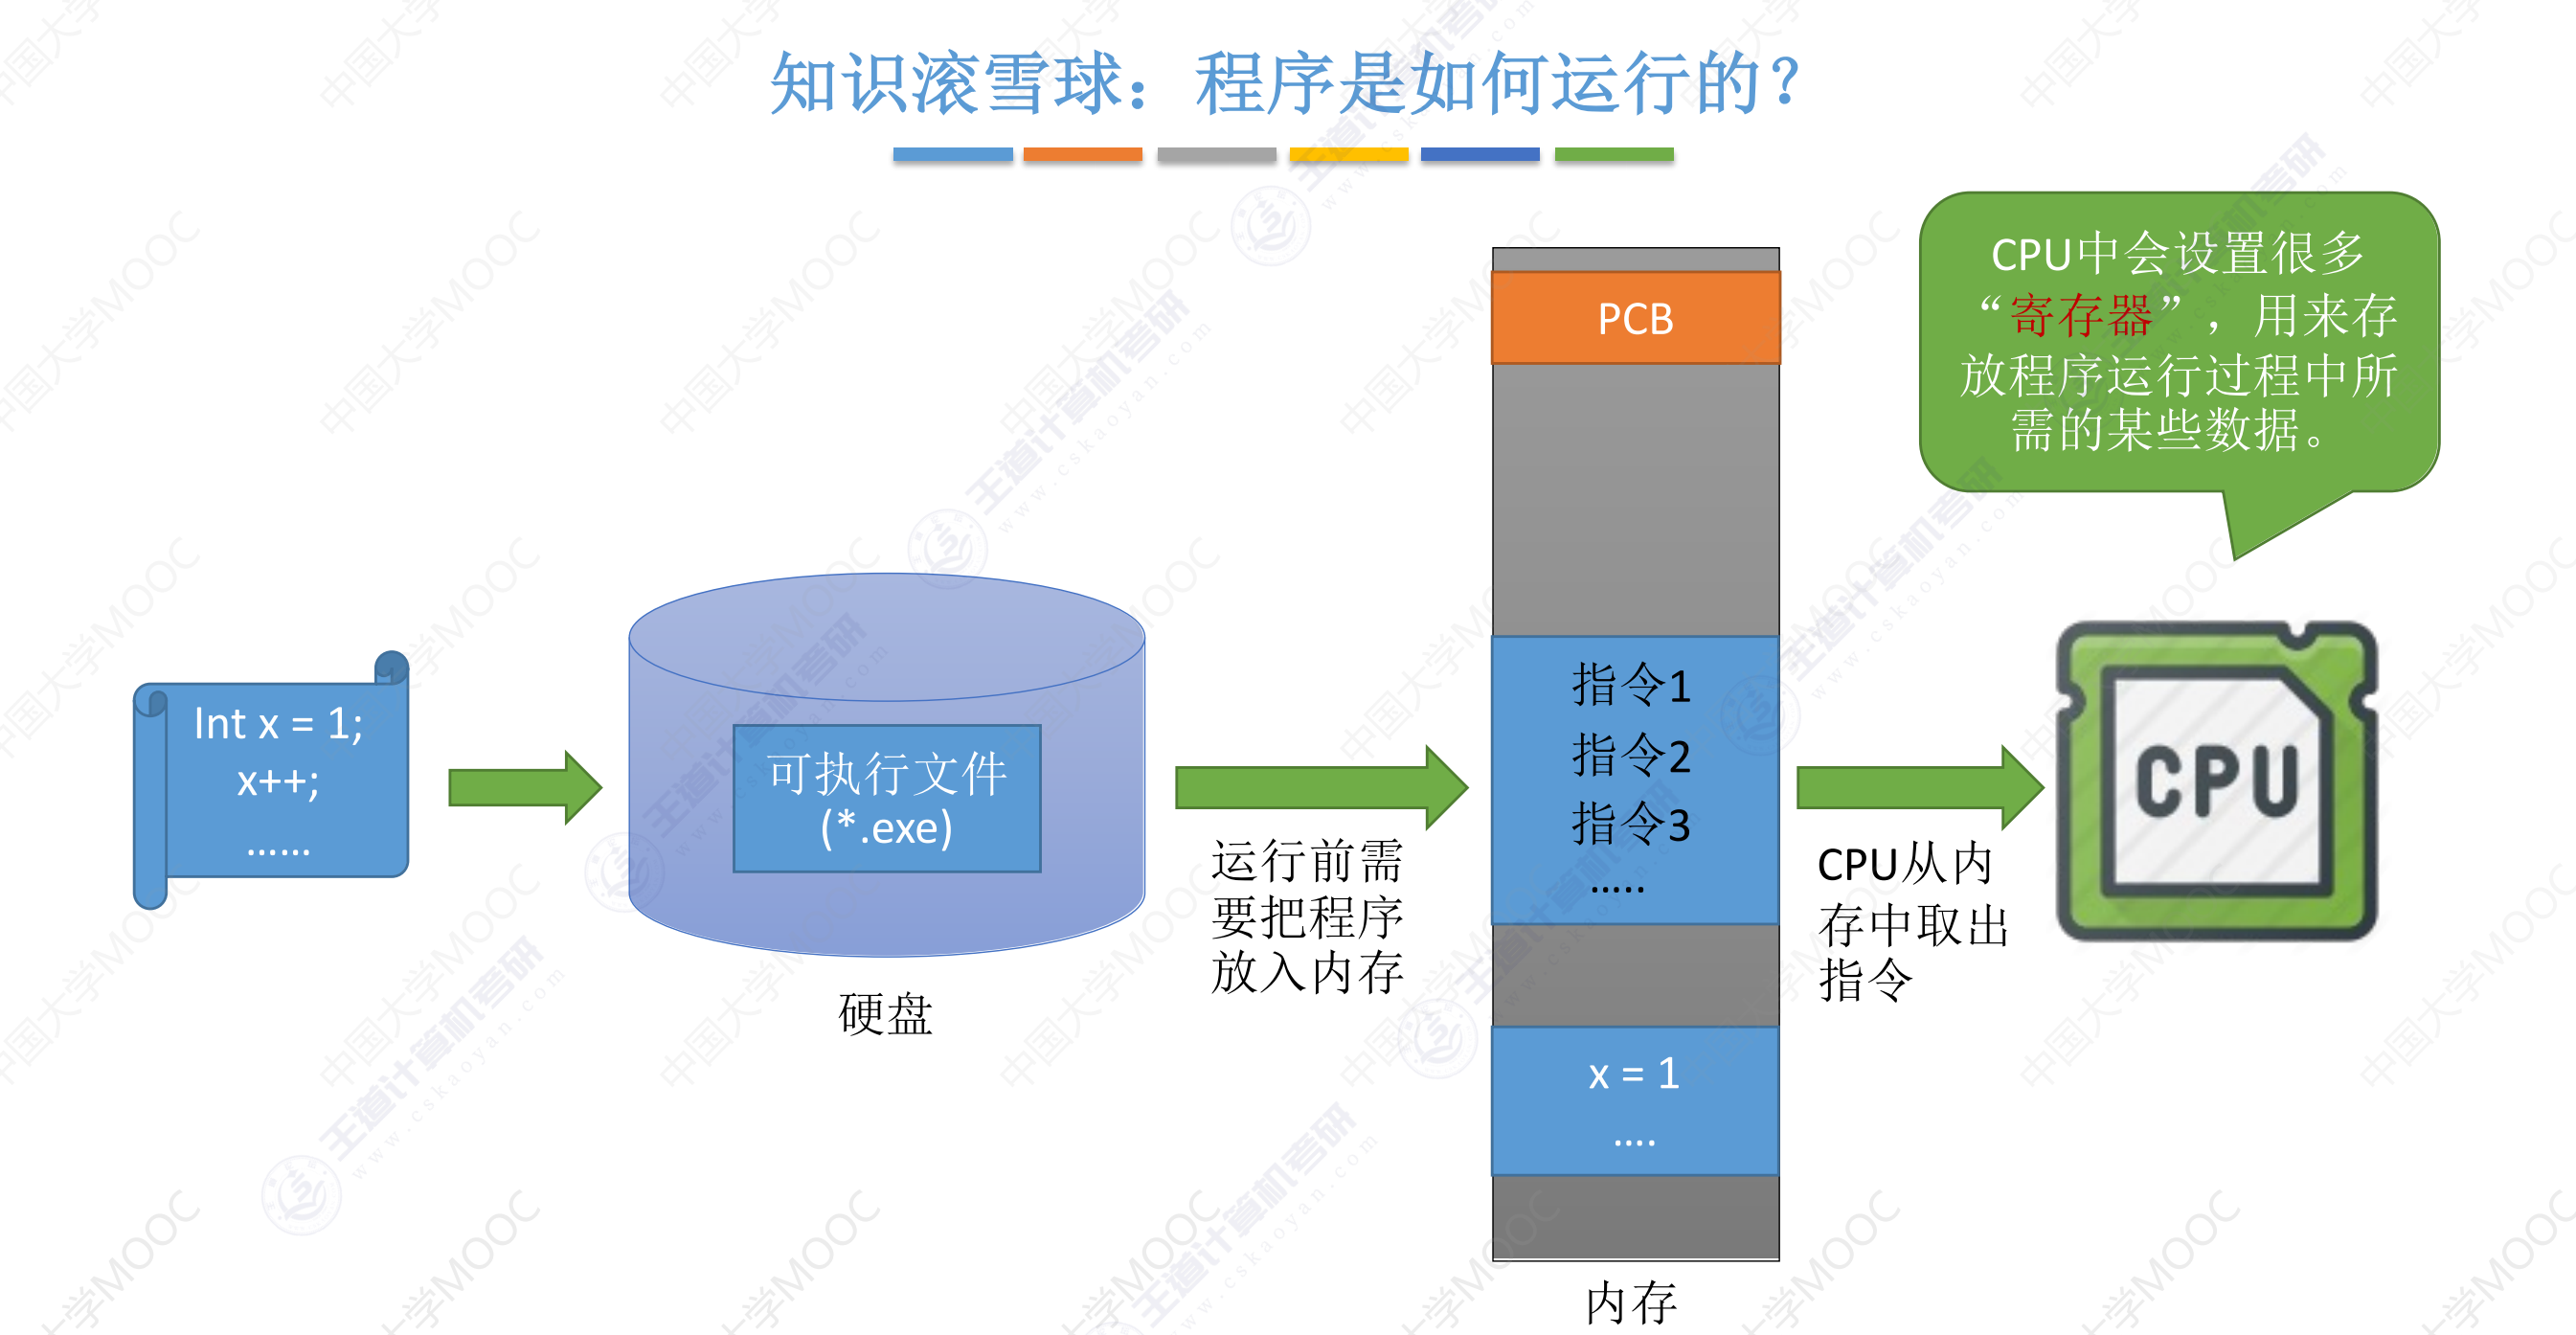 知识滚雪球：程序是如何运行的？
CPU中会设置很多
“寄存器”，用来存
放程序运行过程中所
需的某些数据。
PCB
Int x = 1;
x++;
……
可执行文件
(*.exe)
硬盘
运行前需
要把程序
放入内存
指令1
指令2
指令3
…..
x = 1
….
内存
CPU从内
存中取出
指令
CPU
中国大学MOOC
王道计算机考研
www.cskaoyan.com